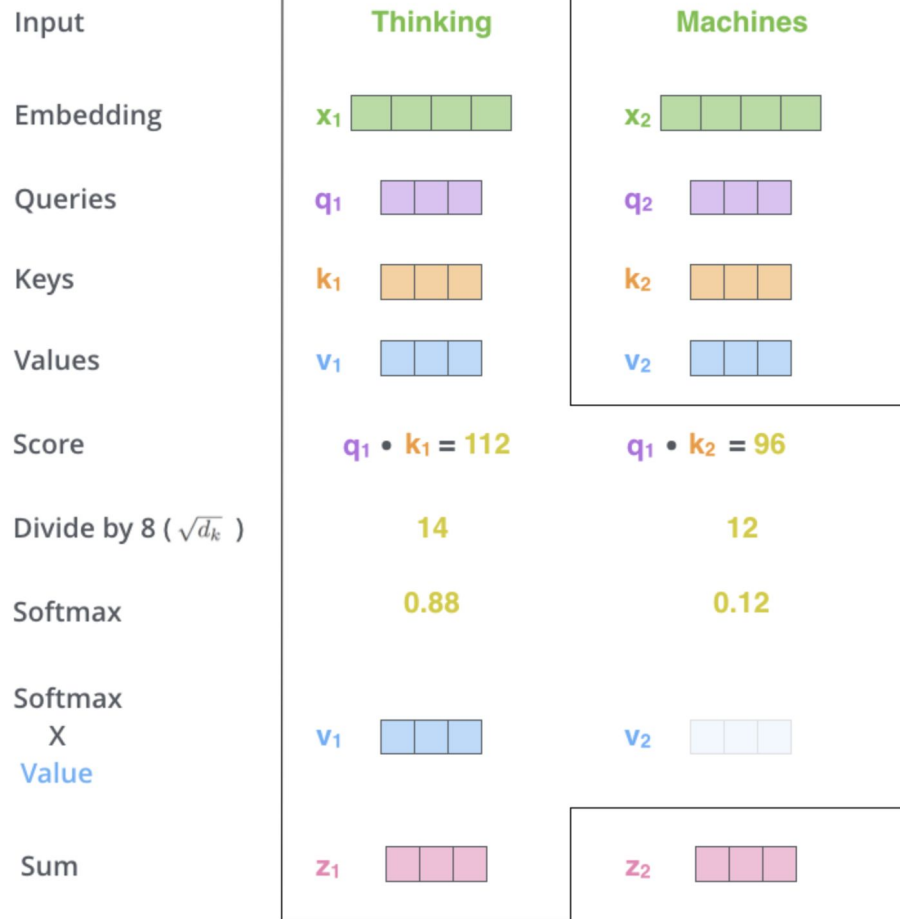 Input Thinking Machines
Embedding x₁ x₂
Queries q₁ q₂
Keys k₁ k₂
Values v₁ v₂
Score q₁ • k₁ = 112 q₁ • k₂ = 96
Divide by 8 ( √dₖ ) 14 12
Softmax 0.88 0.12
Softmax
X v₁ v₂
Value
Sum z₁ z₂